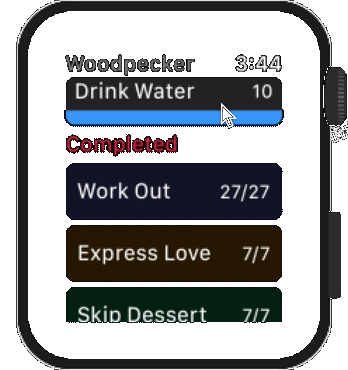 Woodpecker 3:44
Drink Water 10
Completed
Work Out 27/27
Express Love 7/7
Skip Dessert 7/7